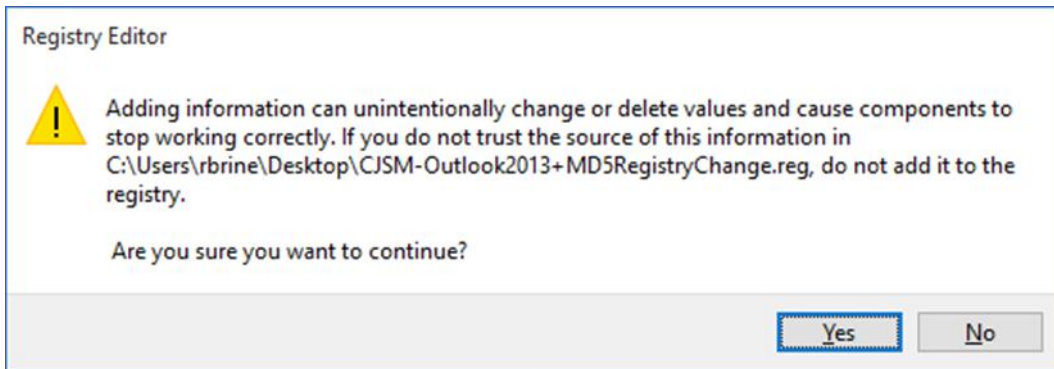 Registry Editor
Adding information can unintentionally change or delete values and cause components to
stop working correctly. If you do not trust the source of this information in
C:\Users\rbrine\Desktop\CJSM-Outlook2013+MD5RegistryChange.reg, do not add it to the
registry.
Are you sure you want to continue?
Yes No